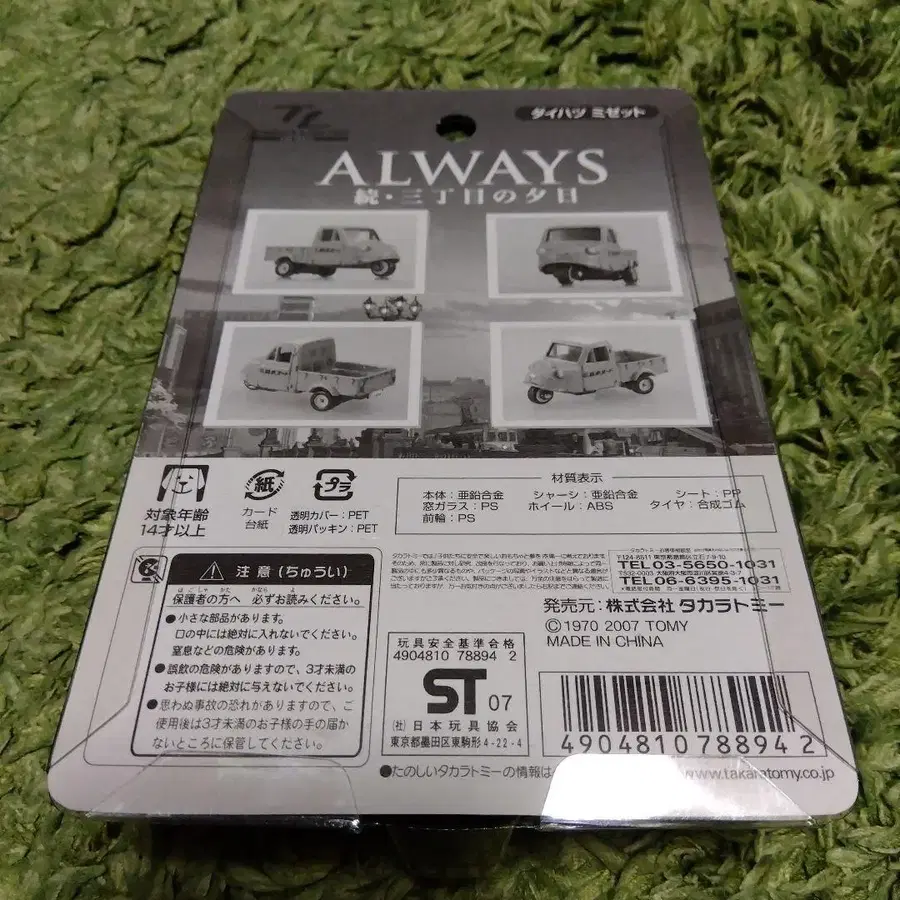 TL
ダイハツ ミゼット
ALWAYS
続・三丁目の夕日
対象年齢
14才以上
紙
カード
台紙
プラ
透明カバー：PET
透明パッキン：PET
材質表示
本体：亜鉛合金　シャーシ：亜鉛合金　シート：PP
窓ガラス：PS　ホイール：ABS　タイヤ：合成ゴム
前輪：PS
注意（ちゅうい）
保護者の方へ　必ずお読みください。
●小さな部品があります。
口の中には絶対に入れないでください。
窒息などの危険があります。
●誤飲の危険がありますので、3才未満の
お子様には絶対に与えないでください。
●思わぬ事故の恐れがありますので、ご
使用後は3才未満のお子様の手の届か
ないところに保管してください。
TEL03-5650-1031
TEL06-6395-1031
発売元：株式会社 タカラトミー
©1970 2007 TOMY
MADE IN CHINA
玩具安全基準合格
4904810 78894 2
ST 07
(社) 日本玩具協会
東京都墨田区東駒形4-22-4
4904810788942
●たのしいタカラトミーの情報は
www.takaratomy.co.jp